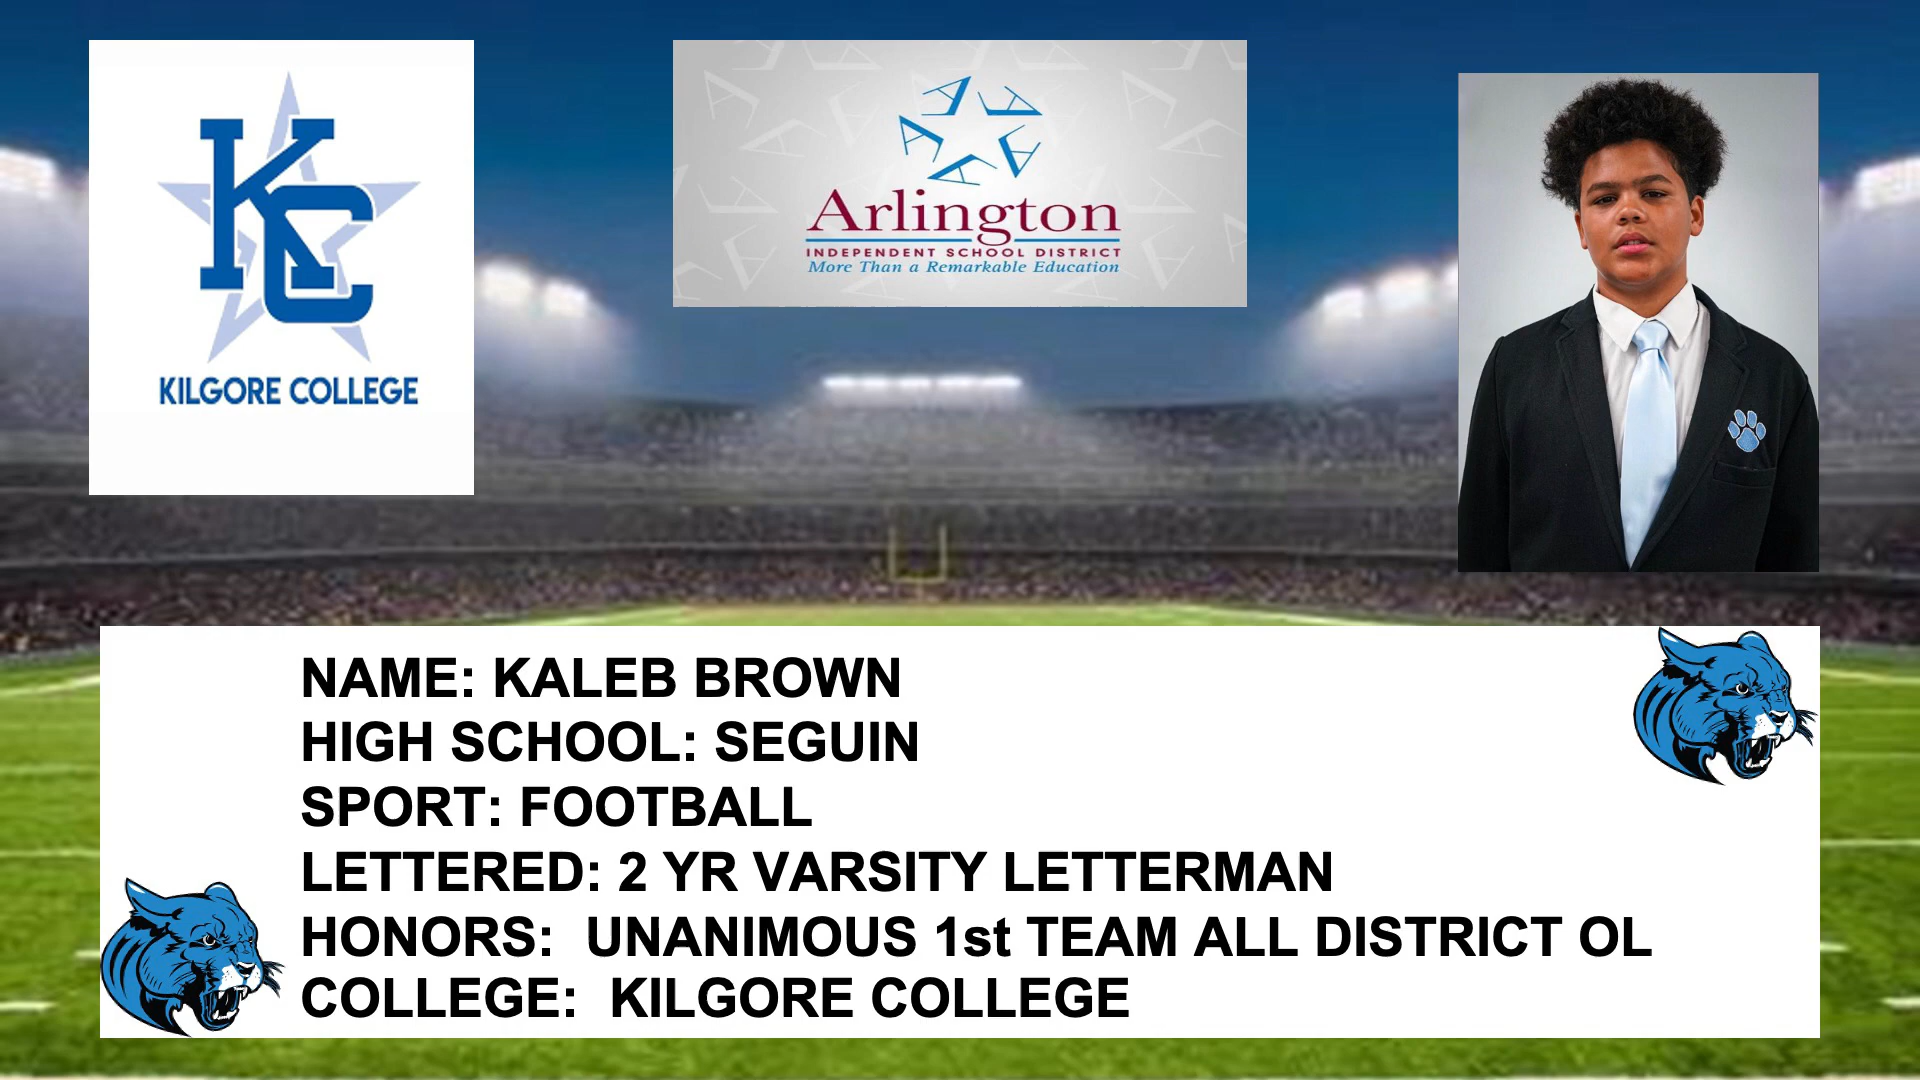 KC
KILGORE COLLEGE
Arlington
INDEPENDENT SCHOOL DISTRICT
More Than a Remarkable Education
NAME: KALEB BROWN
HIGH SCHOOL: SEGUIN
SPORT: FOOTBALL
LETTERED: 2 YR VARSITY LETTERMAN
HONORS:  UNANIMOUS 1st TEAM ALL DISTRICT OL
COLLEGE:  KILGORE COLLEGE